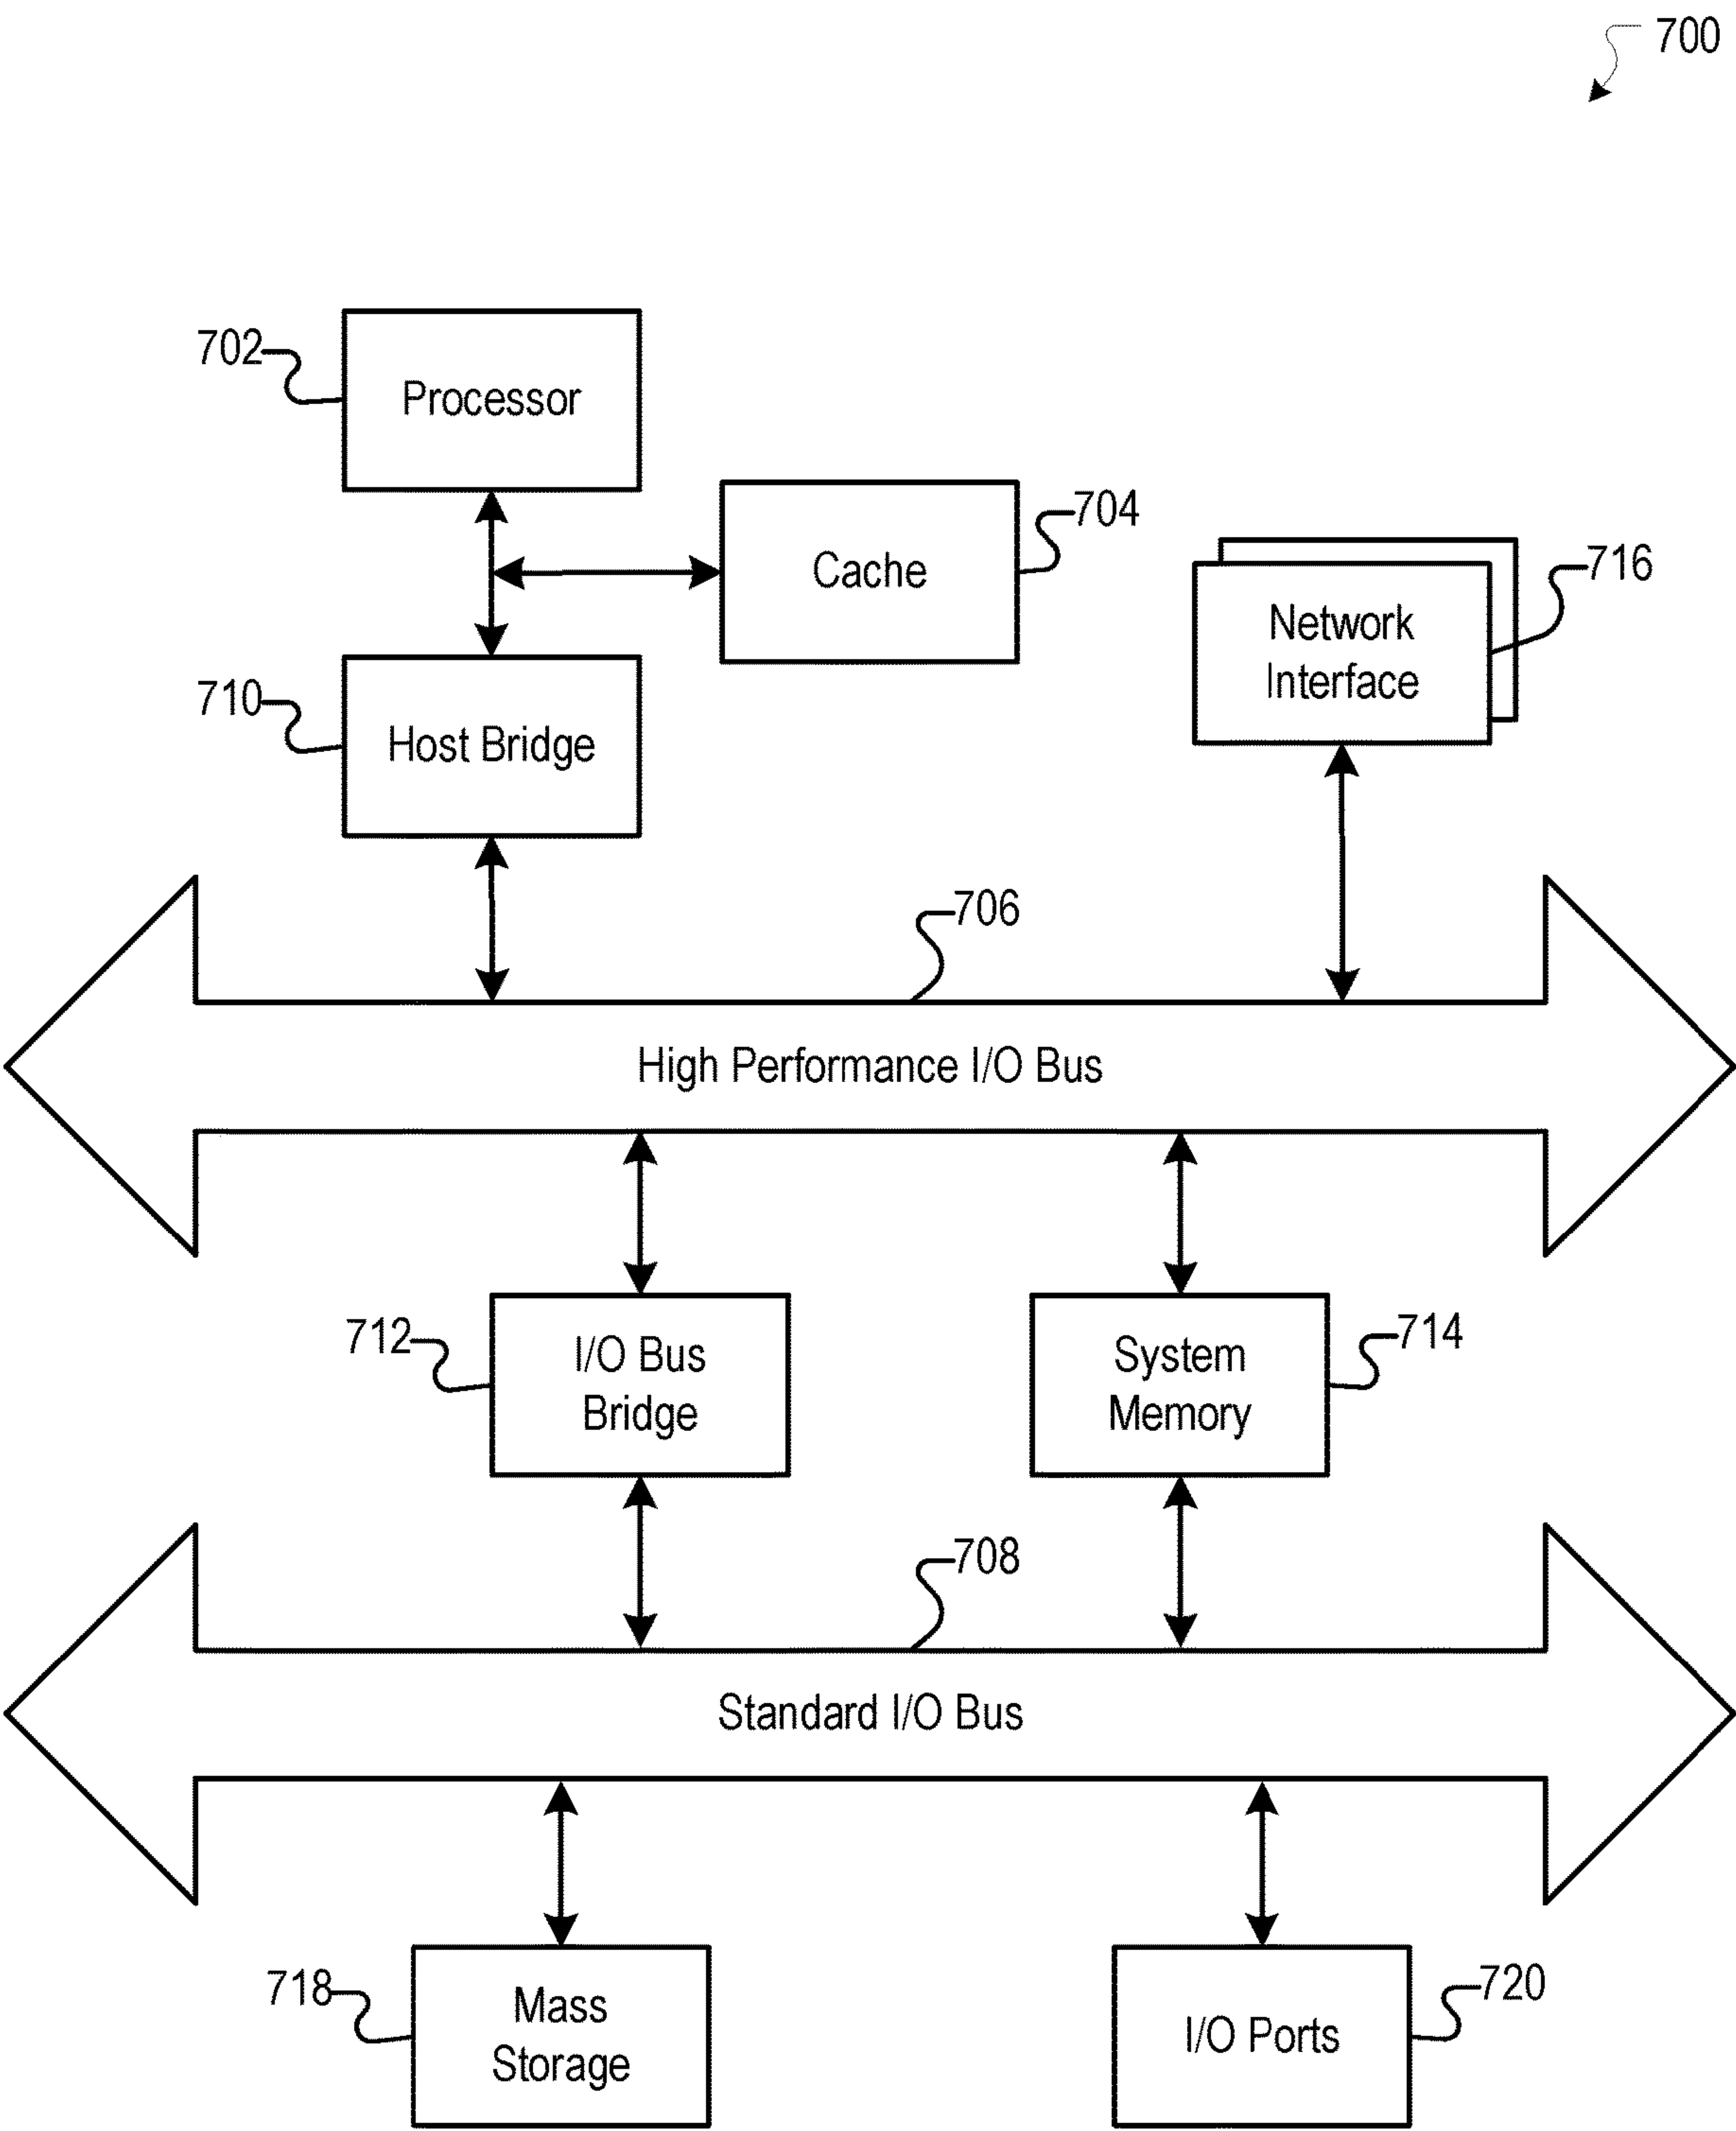 700
702
Processor
704
Cache
716
Network
Interface
710
Host Bridge
706
High Performance I/O Bus
712
I/O Bus
Bridge
714
System
Memory
708
Standard I/O Bus
718
Mass
Storage
720
I/O Ports